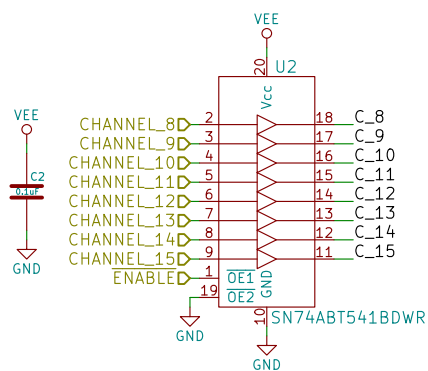 VEE
U2
20
Vcc
CHANNEL_8 2 18 C_8
CHANNEL_9 3 17 C_9
CHANNEL_10 4 16 C_10
CHANNEL_11 5 15 C_11
CHANNEL_12 6 14 C_12
CHANNEL_13 7 13 C_13
CHANNEL_14 8 12 C_14
CHANNEL_15 9 11 C_15
ENABLE 1 OE1
19 OE2
GND
10
SN74ABT541BDWR
GND
GND
VEE
C2
0.1uF
GND